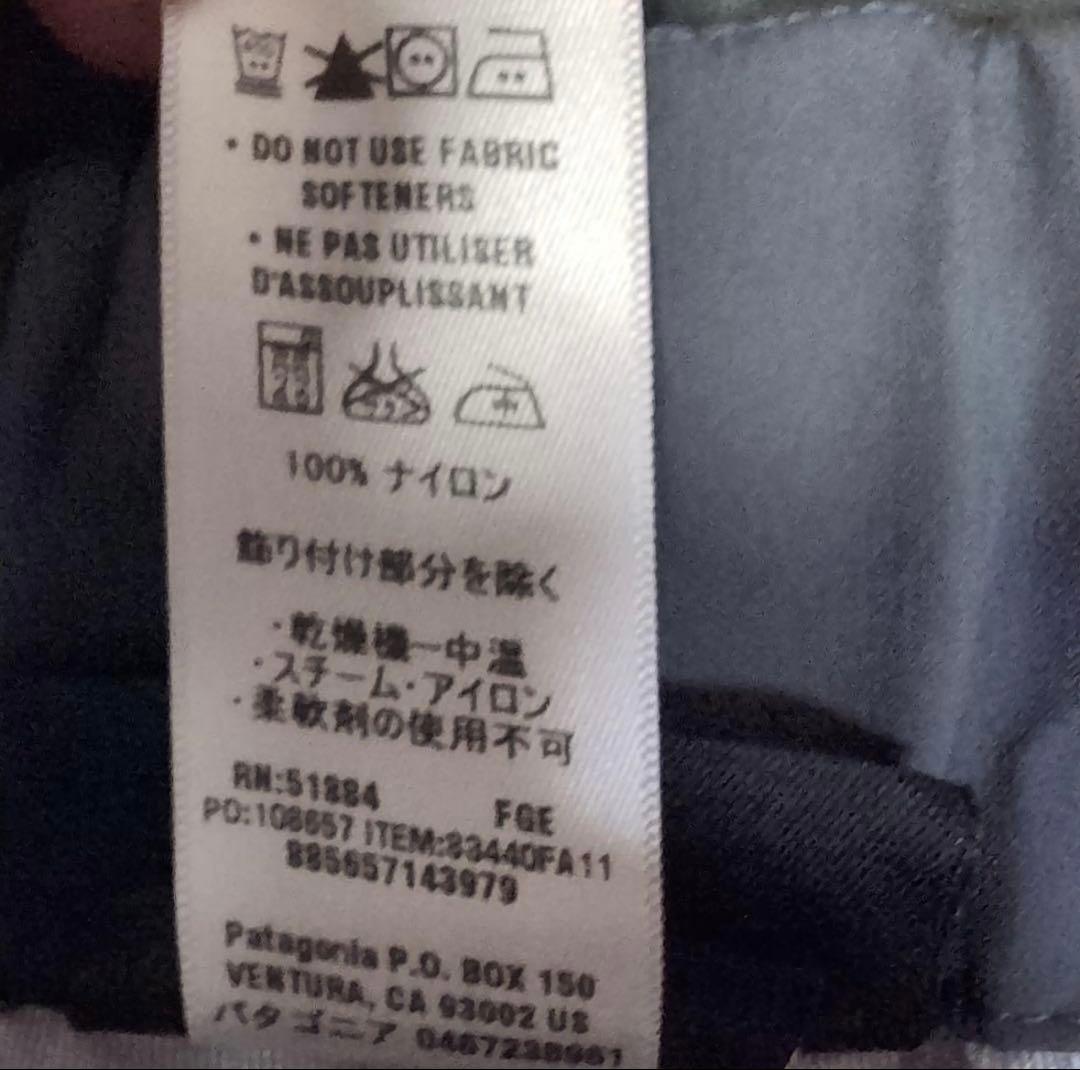 • DO NOT USE FABRIC
SOFTENERS
• NE PAS UTILISER
D'ASSOUPLISSANT
100% ナイロン
飾り付け部分を除く
・乾燥機一中温
・スチーム・アイロン
・柔軟剤の使用不可
RN:51884 FGE
PO:108657 ITEM:83440FA11
885657143979
Patagonia P.O. BOX 150
VENTURA, CA 93002 US
パタゴニア